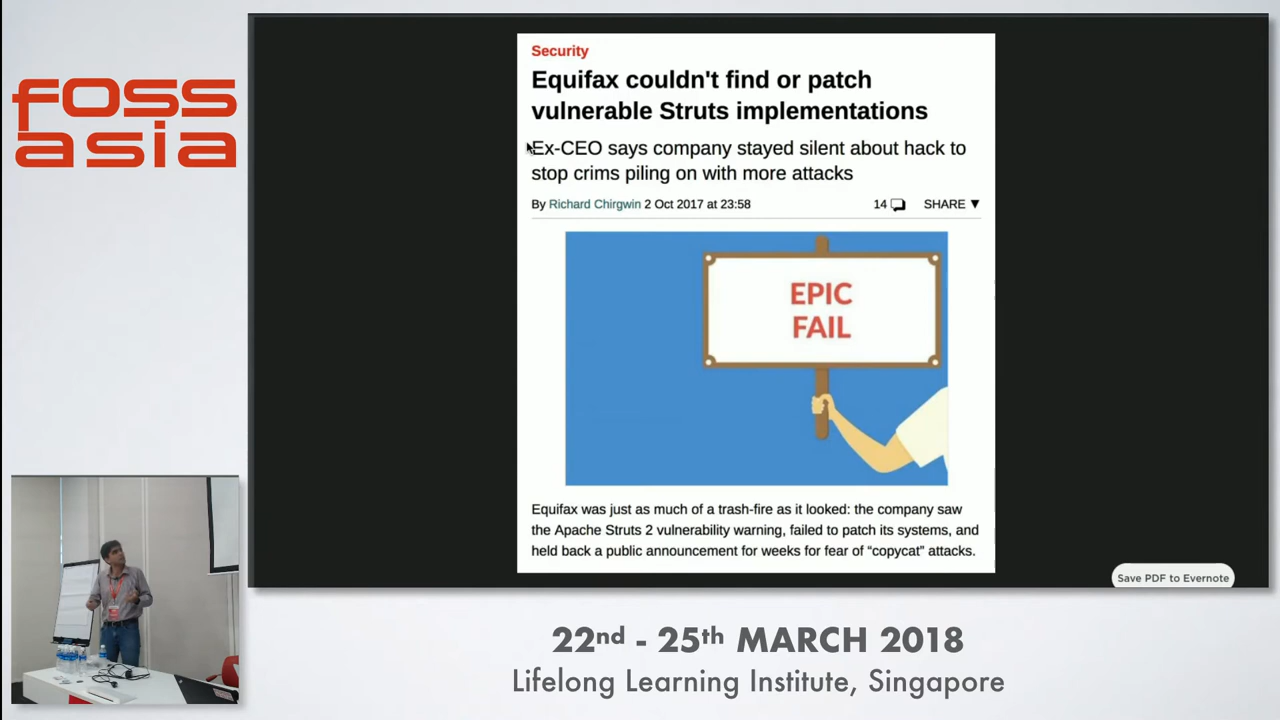 foss
asia
Security
Equifax couldn't find or patch
vulnerable Struts implementations
Ex-CEO says company stayed silent about hack to
stop crims piling on with more attacks
By Richard Chirgwin 2 Oct 2017 at 23:58
14
SHARE ▼
EPIC
FAIL
Equifax was just as much of a trash-fire as it looked: the company saw
the Apache Struts 2 vulnerability warning, failed to patch its systems, and
held back a public announcement for weeks for fear of “copycat” attacks.
Save PDF to Evernote
22nd - 25th MARCH 2018
Lifelong Learning Institute, Singapore